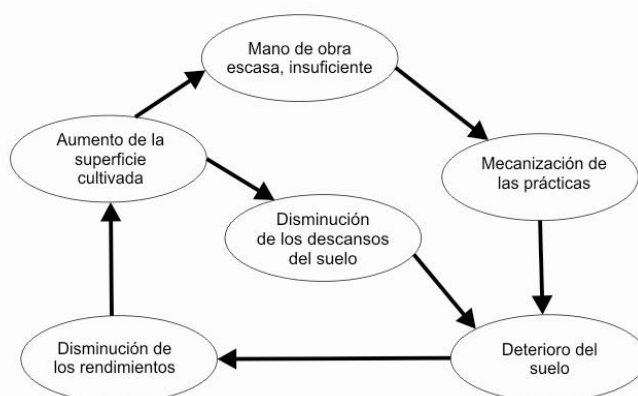 Mano de obra
escasa, insuficiente
Aumento de la
superficie
cultivada
Mecanización de
las prácticas
Disminución
de los descansos
del suelo
Disminución de
los rendimientos
Deterioro del
suelo